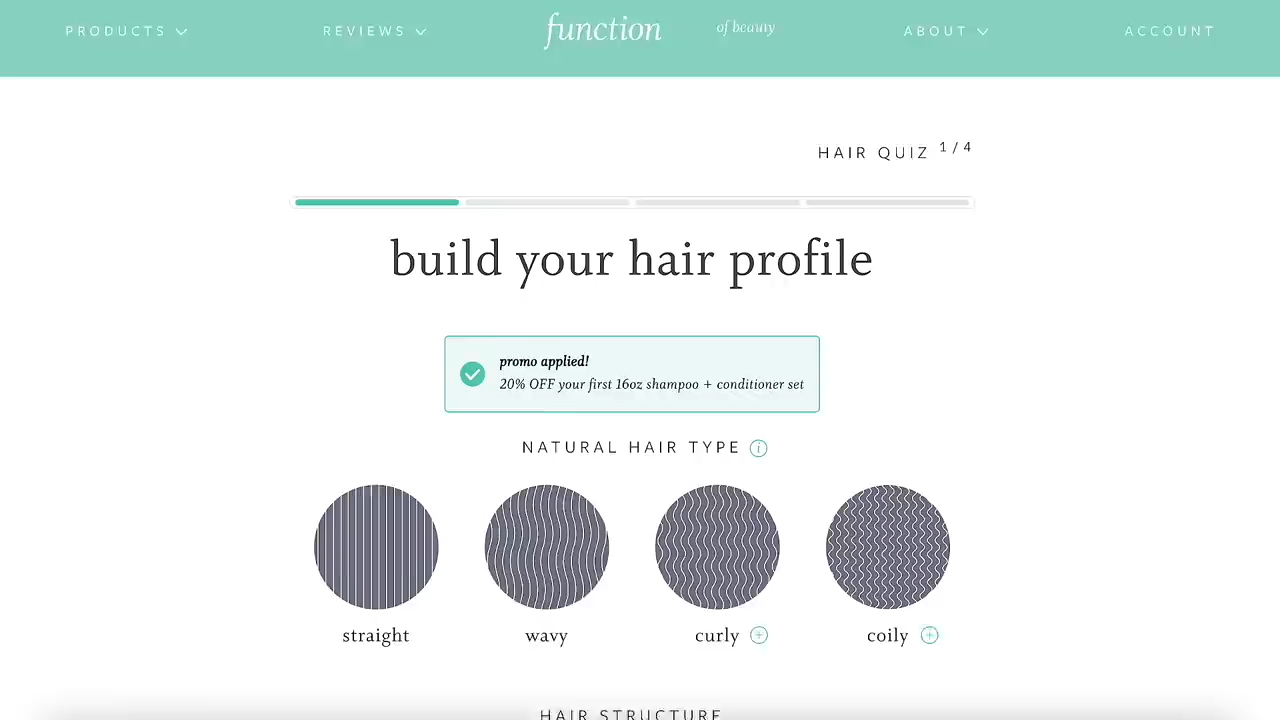 PRODUCTS REVIEWS function of beauty ABOUT ACCOUNT
HAIR QUIZ 1/4
build your hair profile
promo applied!
20% OFF your first 16oz shampoo + conditioner set
NATURAL HAIR TYPE i
straight wavy curly + coily +
HAIR STRUCTURE